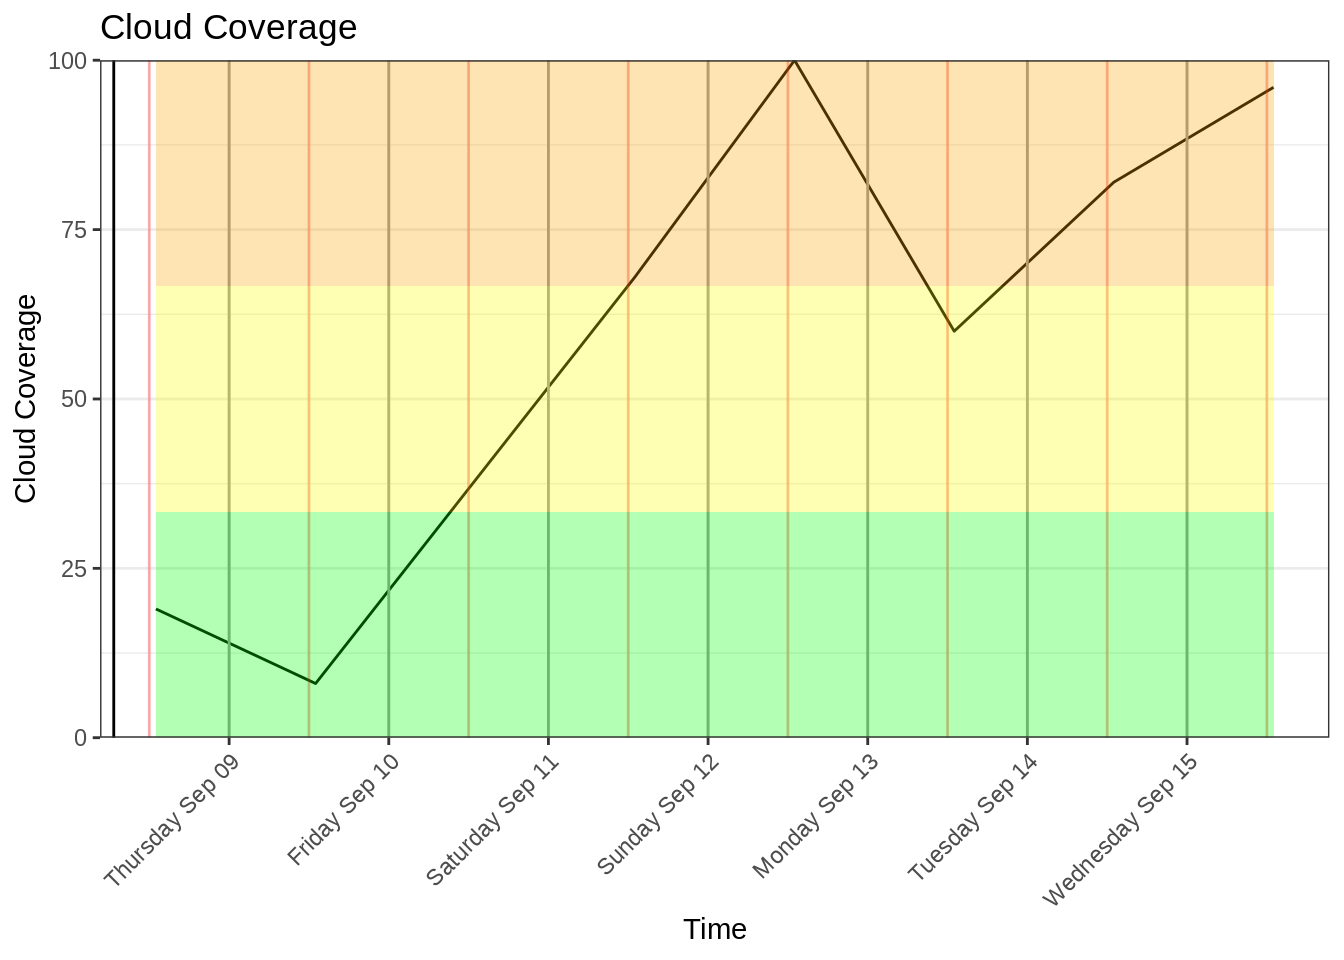 Cloud Coverage
100
75
50
25
0
Cloud Coverage
Thursday Sep 09
Friday Sep 10
Saturday Sep 11
Sunday Sep 12
Monday Sep 13
Tuesday Sep 14
Wednesday Sep 15
Time